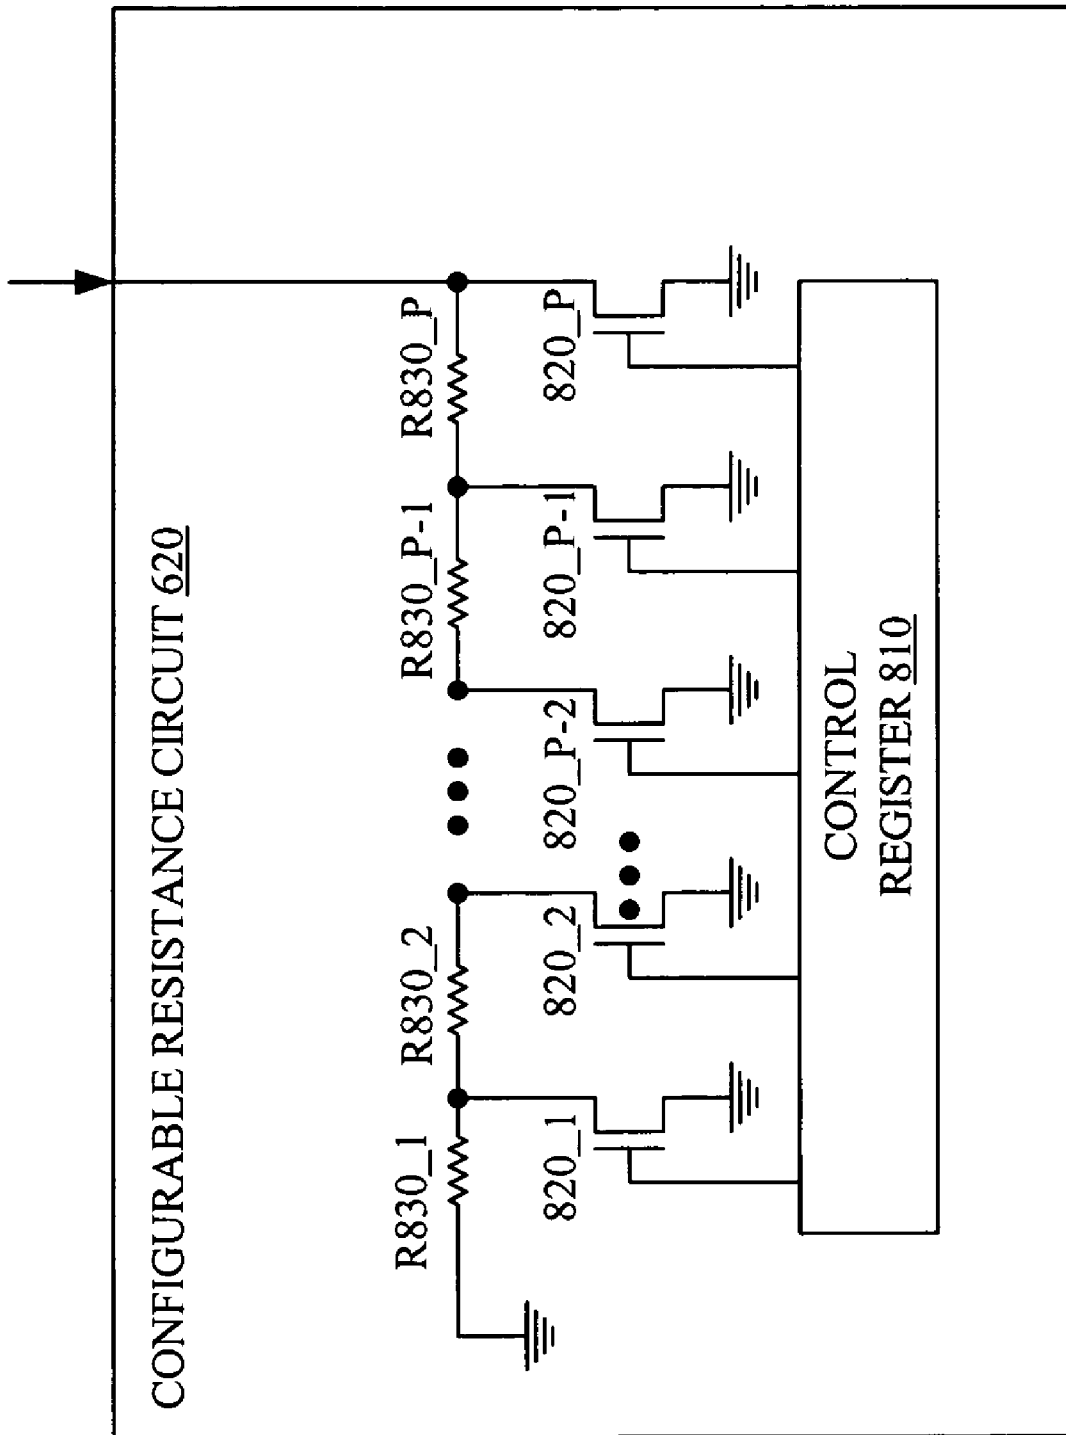 CONFIGURABLE RESISTANCE CIRCUIT 620
R830_1
R830_2
R830_P-1
R830_P
820_1
820_2
820_P-2
820_P-1
820_P
CONTROL
REGISTER 810